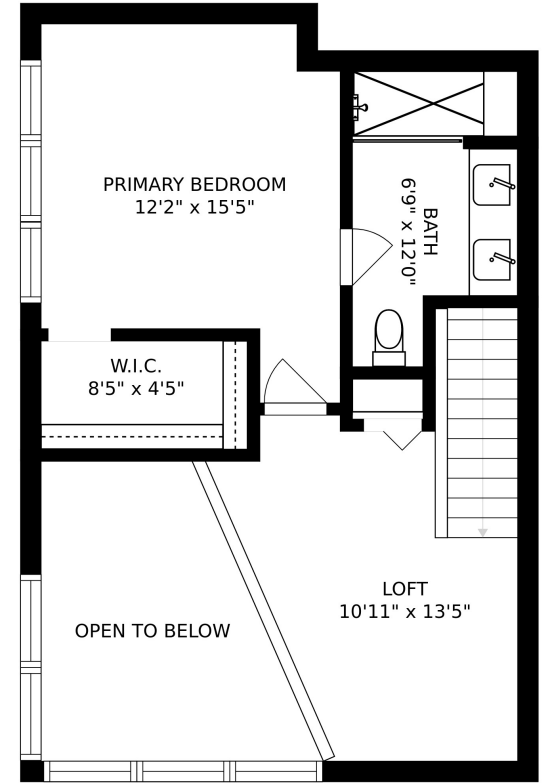 PRIMARY BEDROOM
12'2" x 15'5"
BATH
6'9" x 12'0"
W.I.C.
8'5" x 4'5"
LOFT
10'11" x 13'5"
OPEN TO BELOW